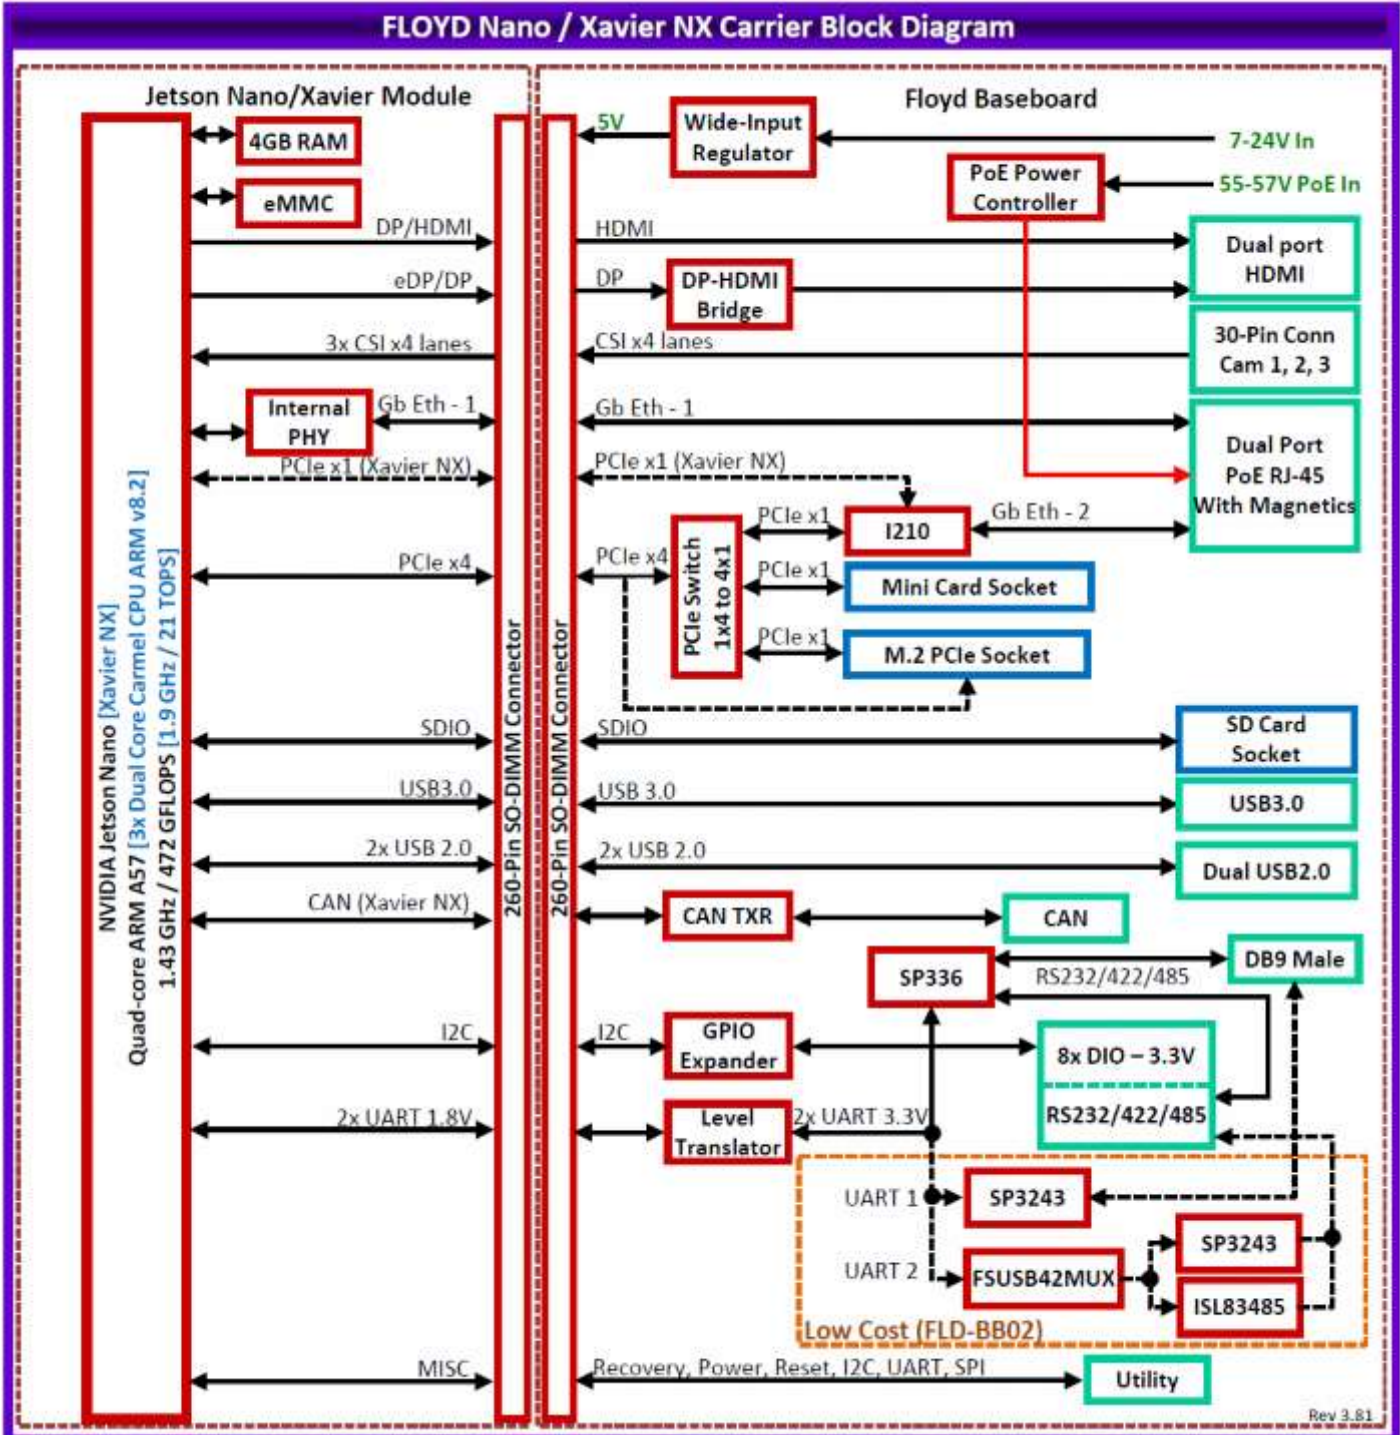 FLOYD Nano / Xavier NX Carrier Block Diagram
Jetson Nano/Xavier Module
Floyd Baseboard
4GB RAM
eMMC
5V
Wide-Input
Regulator
7-24V In
PoE Power
Controller
55-57V PoE In
DP/HDMI
HDMI
Dual port
HDMI
eDP/DP
DP
DP-HDMI
Bridge
3x CSI x4 lanes
CSI x4 lanes
30-Pin Conn
Cam 1, 2, 3
Internal
PHY
Gb Eth - 1
Gb Eth - 1
Dual Port
PoE RJ-45
With Magnetics
PCIe x1 (Xavier NX)
PCIe x1 (Xavier NX)
PCIe x1
I210
Gb Eth - 2
PCIe x4
PCIe x4
PCIe Switch
1x4 to 4x1
PCIe x1
Mini Card Socket
PCIe x1
M.2 PCIe Socket
NVIDIA Jetson Nano [Xavier NX]
Quad-core ARM A57 [3x Dual Core Carmel CPU ARM v8.2]
1.43 GHz / 472 GFLOPS [1.9 GHz / 21 TOPS]
260-Pin SO-DIMM Connector
260-Pin SO-DIMM Connector
SDIO
SDIO
SD Card
Socket
USB3.0
USB 3.0
USB3.0
2x USB 2.0
2x USB 2.0
Dual USB2.0
CAN (Xavier NX)
CAN TXR
CAN
SP336
RS232/422/485
DB9 Male
I2C
I2C
GPIO
Expander
8x DIO – 3.3V
RS232/422/485
2x UART 1.8V
Level
Translator
2x UART 3.3V
UART 1
SP3243
SP3243
UART 2
FSUSB42MUX
ISL83485
Low Cost (FLD-BB02)
MISC
Recovery, Power, Reset, I2C, UART, SPI
Utility
Rev 3.81